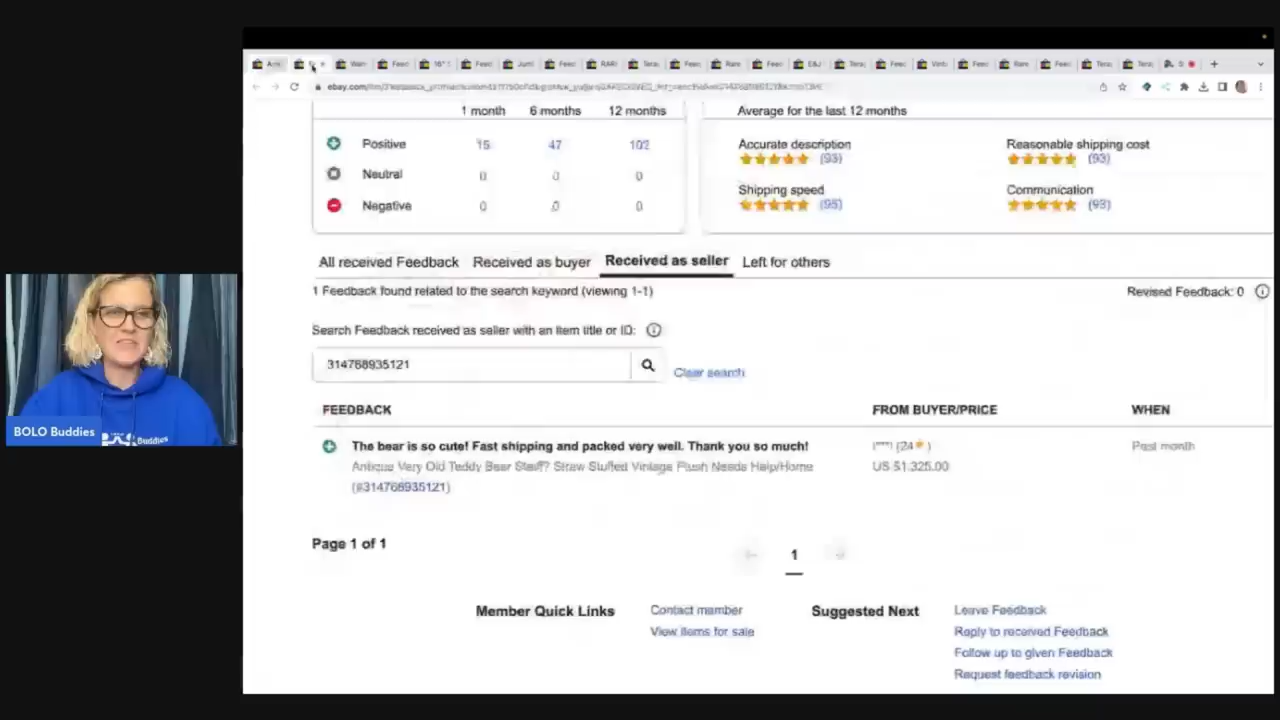 ebay.com
1 month 6 months 12 months
Positive 15 47 102
Neutral 0 0 0
Negative 0 0 0
Average for the last 12 months
Accurate description
(93)
Reasonable shipping cost
(93)
Shipping speed
(95)
Communication
(93)
All received Feedback Received as buyer Received as seller Left for others
1 Feedback found related to the search keyword (viewing 1-1)
Revised Feedback: 0
Search Feedback received as seller with an item title or ID:
314768935121
Clear search
FEEDBACK FROM BUYER/PRICE WHEN
The bear is so cute! Fast shipping and packed very well. Thank you so much!
Antique Very Old Teddy Bear Steiff? Straw Stuffed Vintage Plush Needs Help/Home
(#314768935121)
(24 )
US $1,325.00
Past month
Page 1 of 1
1
Member Quick Links
Contact member
View items for sale
Suggested Next
Leave Feedback
Reply to received Feedback
Follow up to given Feedback
Request feedback revision
Buddies
BOLO Buddies